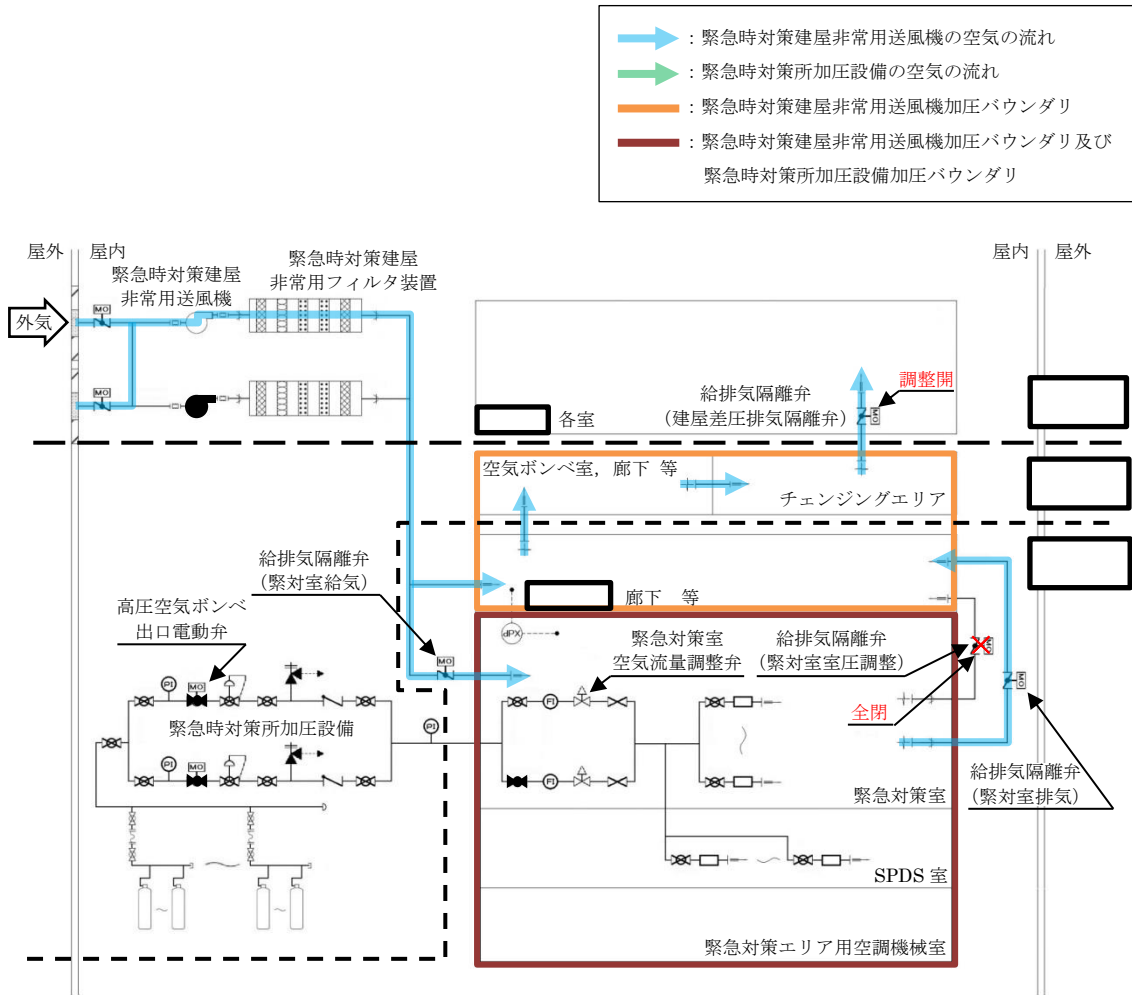 ：緊急時対策建屋非常用送風機の空気の流れ
：緊急時対策所加圧設備の空気の流れ
：緊急時対策建屋非常用送風機加圧バウンダリ
：緊急時対策建屋非常用送風機加圧バウンダリ及び
緊急時対策所加圧設備加圧バウンダリ
屋外
屋内
緊急時対策建屋
非常用送風機
緊急時対策建屋
非常用フィルタ装置
屋内
屋外
MO
外気
MO
給排気隔離弁
（建屋差圧排気隔離弁）
調整開
MO
各室
空気ボンベ室，廊下 等
チェンジングエリア
給排気隔離弁
（緊対室給気）
高圧空気ボンベ
出口電動弁
廊下 等
dPX
緊急対策室
空気流量調整弁
給排気隔離弁
（緊対室室圧調整）
MO
MO
MO
全閉
PI
MO
FI
緊急時対策所加圧設備
PI
PI
MO
FI
給排気隔離弁
（緊対室排気）
緊急対策室
SPDS 室
緊急対策エリア用空調機械室